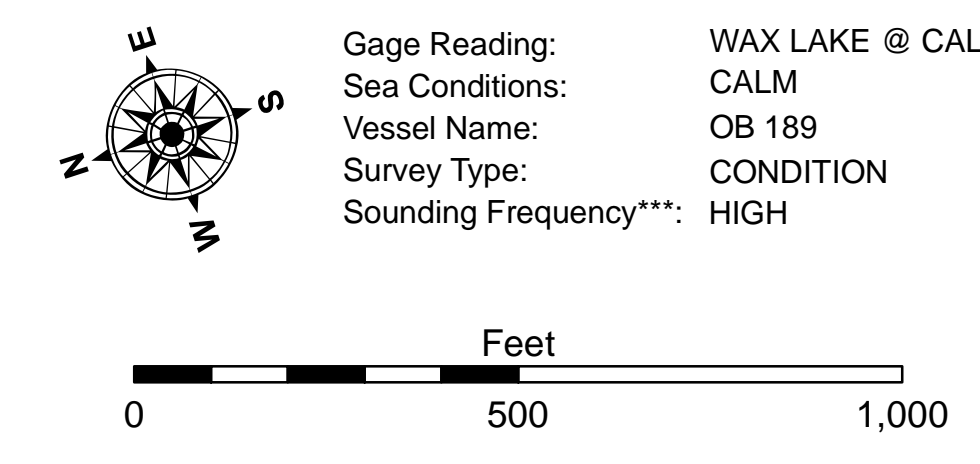 E
S
N
W
Gage Reading: WAX LAKE @ CAL
Sea Conditions: CALM
Vessel Name: OB 189
Survey Type: CONDITION
Sounding Frequency***: HIGH
Feet
0 500 1,000